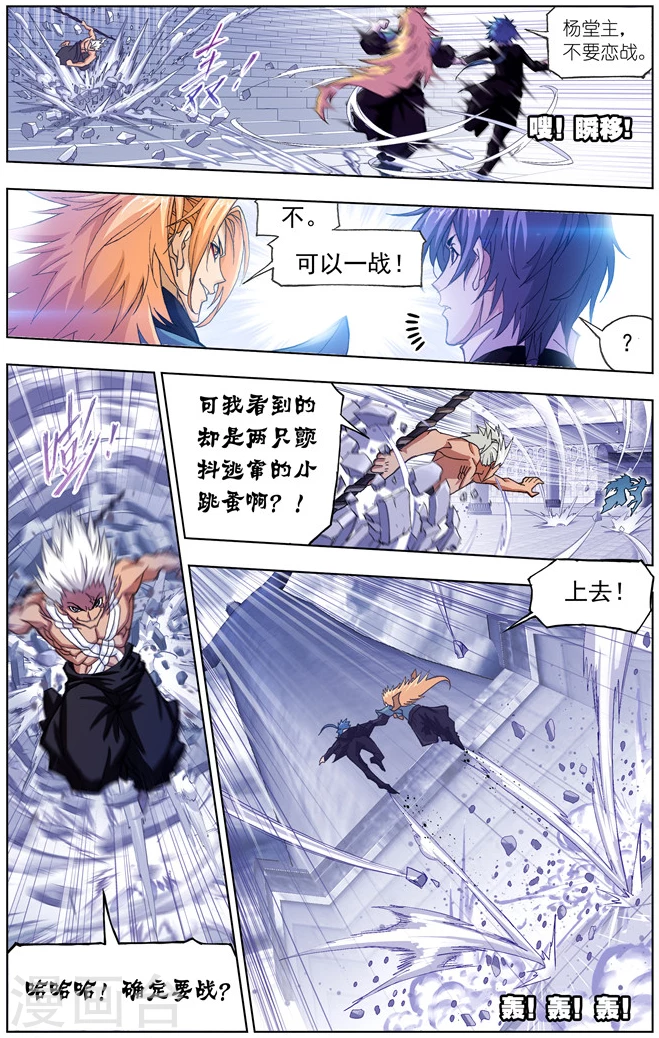 杨堂主，
不要恋战。
嗖！瞬移！
不。
可以一战！
？
可我看到的
却是两只颤
抖逃窜的小
跳蚤啊？！
上去！
哈哈哈！确定要战？
轰！轰！轰！
漫画台